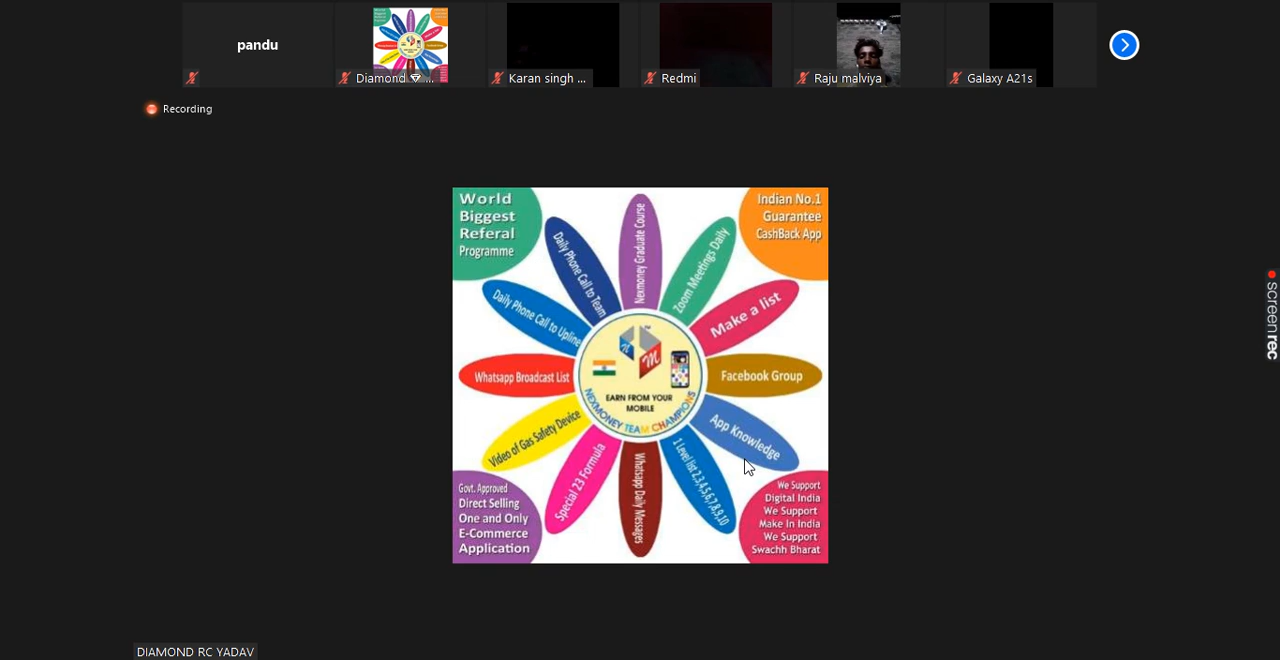 pandu
Diamond ...
Karan singh ...
Redmi
Raju malviya
Galaxy A21s
Recording
World
Biggest
Referal
Programme
Indian No.1
Guarantee
CashBack App
Nexmoney Graduate Course
Daily Phone Call to Team
Zoom Meetings Daily
Daily Phone Call to Upline
Make a list
Whatsapp Broadcast List
Facebook Group
EARN FROM YOUR
MOBILE
NEXMONEY TEAM CHAMPIONS
Video of Gas Safety Device
App Knowledge
Special 23 Formula
Whatsapp Daily Messages
1 Level list 2,3,4,5,6,7,8,9,10
Govt. Approved
Direct Selling
One and Only
E-Commerce
Application
We Support
Digital India
We Support
Make In India
We Support
Swachh Bharat
screenrec
DIAMOND RC YADAV